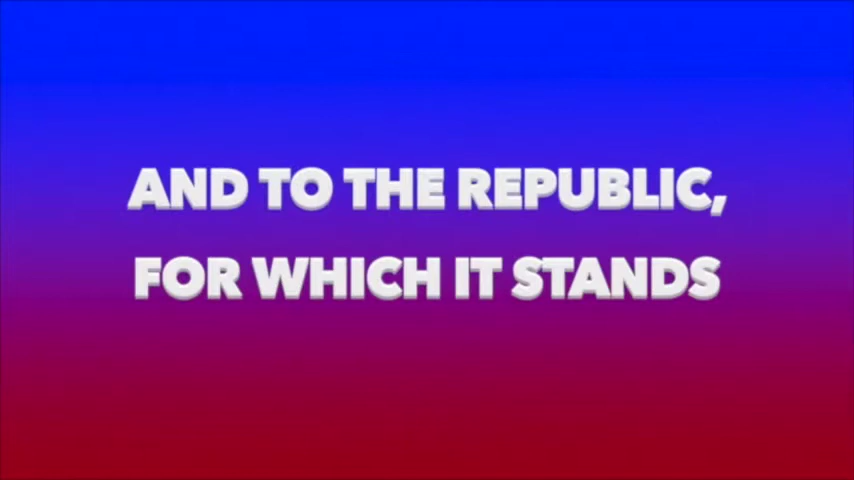 AND TO THE REPUBLIC,
FOR WHICH IT STANDS